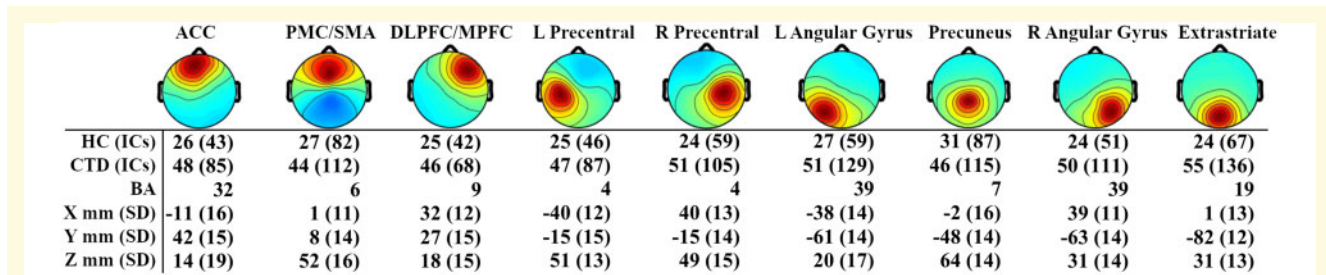 ACC PMC/SMA DLPFC/MPFC L Precentral R Precentral L Angular Gyrus Precuneus R Angular Gyrus Extrastriate
HC (ICs) 26 (43) 27 (82) 25 (42) 25 (46) 24 (59) 27 (59) 31 (87) 24 (51) 24 (67)
CTD (ICs) 48 (85) 44 (112) 46 (68) 47 (87) 51 (105) 51 (129) 46 (115) 50 (111) 55 (136)
BA 32 6 9 4 4 39 7 39 19
X mm (SD) -11 (16) 1 (11) 32 (12) -40 (12) 40 (13) -38 (14) -2 (16) 39 (11) 1 (13)
Y mm (SD) 42 (15) 8 (14) 27 (15) -15 (15) -15 (14) -61 (14) -48 (14) -63 (14) -82 (12)
Z mm (SD) 14 (19) 52 (16) 18 (15) 51 (13) 49 (15) 20 (17) 64 (14) 31 (14) 31 (13)